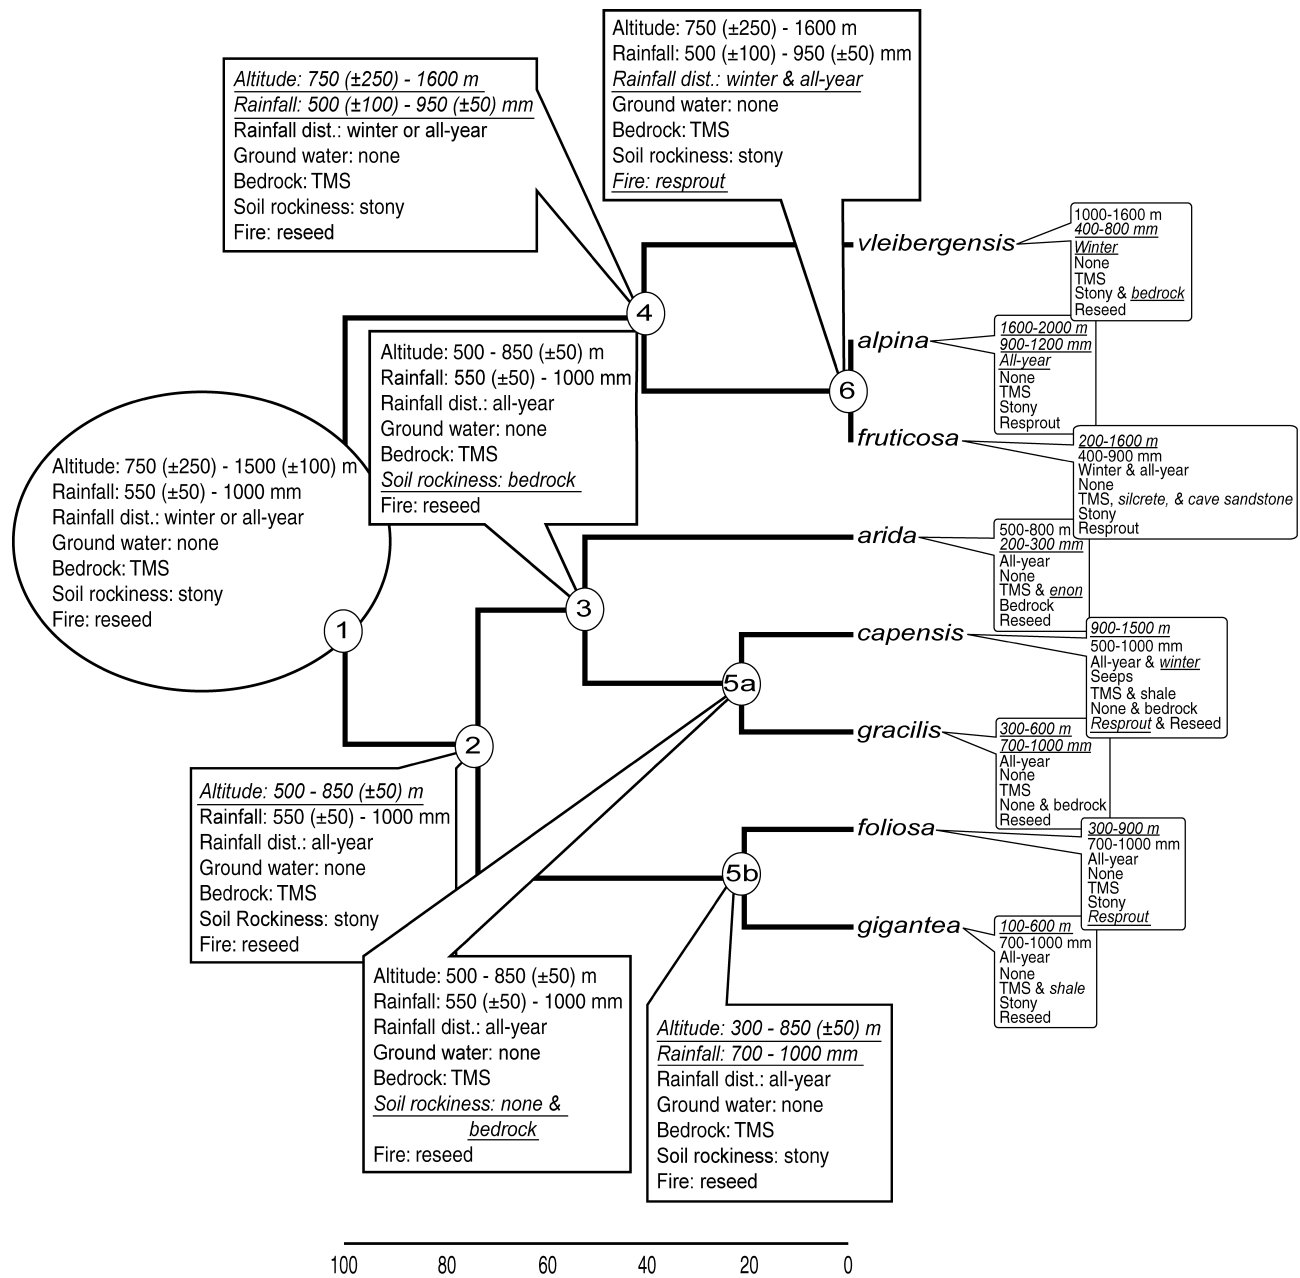 Altitude: 750 (±250) - 1600 m
Rainfall: 500 (±100) - 950 (±50) mm
Rainfall dist.: winter & all-year
Ground water: none
Bedrock: TMS
Soil rockiness: stony
Fire: resprout
Altitude: 750 (±250) - 1600 m
Rainfall: 500 (±100) - 950 (±50) mm
Rainfall dist.: winter or all-year
Ground water: none
Bedrock: TMS
Soil rockiness: stony
Fire: reseed
4
6
Altitude: 500 - 850 (±50) m
Rainfall: 550 (±50) - 1000 mm
Rainfall dist.: all-year
Ground water: none
Bedrock: TMS
Soil rockiness: bedrock
Fire: reseed
Altitude: 750 (±250) - 1500 (±100) m
Rainfall: 550 (±50) - 1000 mm
Rainfall dist.: winter or all-year
Ground water: none
Bedrock: TMS
Soil rockiness: stony
Fire: reseed
1
3
5a
2
5b
vleibergensis
1000-1600 m
400-800 mm
Winter
None
TMS
Stony & bedrock
Reseed
alpina
1600-2000 m
900-1200 mm
All-year
None
TMS
Stony
Resprout
fruticosa
200-1600 m
400-900 mm
Winter & all-year
None
TMS, silcrete, & cave sandstone
Stony
Resprout
arida
500-800 m
200-300 mm
All-year
None
TMS & enon
Bedrock
Reseed
capensis
900-1500 m
500-1000 mm
All-year & winter
Seeps
TMS & shale
None & bedrock
Resprout & Reseed
gracilis
300-600 m
700-1000 mm
All-year
None
TMS
None & bedrock
Reseed
foliosa
300-900 m
700-1000 mm
All-year
None
TMS
Stony
Resprout
gigantea
100-600 m
700-1000 mm
All-year
None
TMS & shale
Stony
Reseed
Altitude: 500 - 850 (±50) m
Rainfall: 550 (±50) - 1000 mm
Rainfall dist.: all-year
Ground water: none
Bedrock: TMS
Soil Rockiness: stony
Fire: reseed
Altitude: 500 - 850 (±50) m
Rainfall: 550 (±50) - 1000 mm
Rainfall dist.: all-year
Ground water: none
Bedrock: TMS
Soil rockiness: none &
bedrock
Fire: reseed
Altitude: 300 - 850 (±50) m
Rainfall: 700 - 1000 mm
Rainfall dist.: all-year
Ground water: none
Bedrock: TMS
Soil rockiness: stony
Fire: reseed
100 80 60 40 20 0